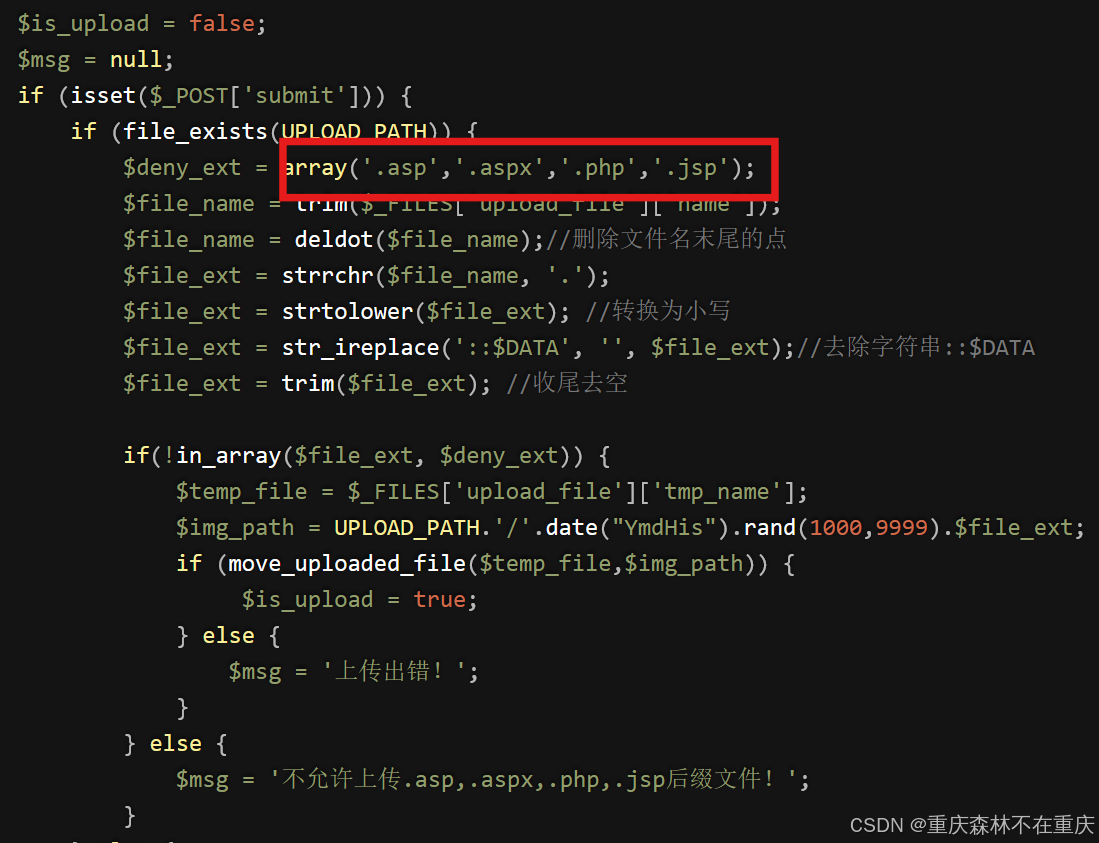 $is_upload = false;
$msg = null;
if (isset($_POST['submit'])) {
    if (file_exists(UPLOAD_PATH)) {
        $deny_ext = array('.asp','.aspx','.php','.jsp');
        $file_name = trim($_FILES['upload_file']['name']);
        $file_name = deldot($file_name);//删除文件名末尾的点
        $file_ext = strrchr($file_name, '.');
        $file_ext = strtolower($file_ext); //转换为小写
        $file_ext = str_ireplace('::$DATA', '', $file_ext);//去除字符串::$DATA
        $file_ext = trim($file_ext); //收尾去空
        if(!in_array($file_ext, $deny_ext)) {
            $temp_file = $_FILES['upload_file']['tmp_name'];
            $img_path = UPLOAD_PATH.'/'.date("YmdHis").rand(1000,9999).$file_ext;
            if (move_uploaded_file($temp_file,$img_path)) {
                 $is_upload = true;
            } else {
                $msg = '上传出错！';
            }
        } else {
            $msg = '不允许上传.asp,.aspx,.php,.jsp后缀文件！';
        }
CSDN @重庆森林不在重庆